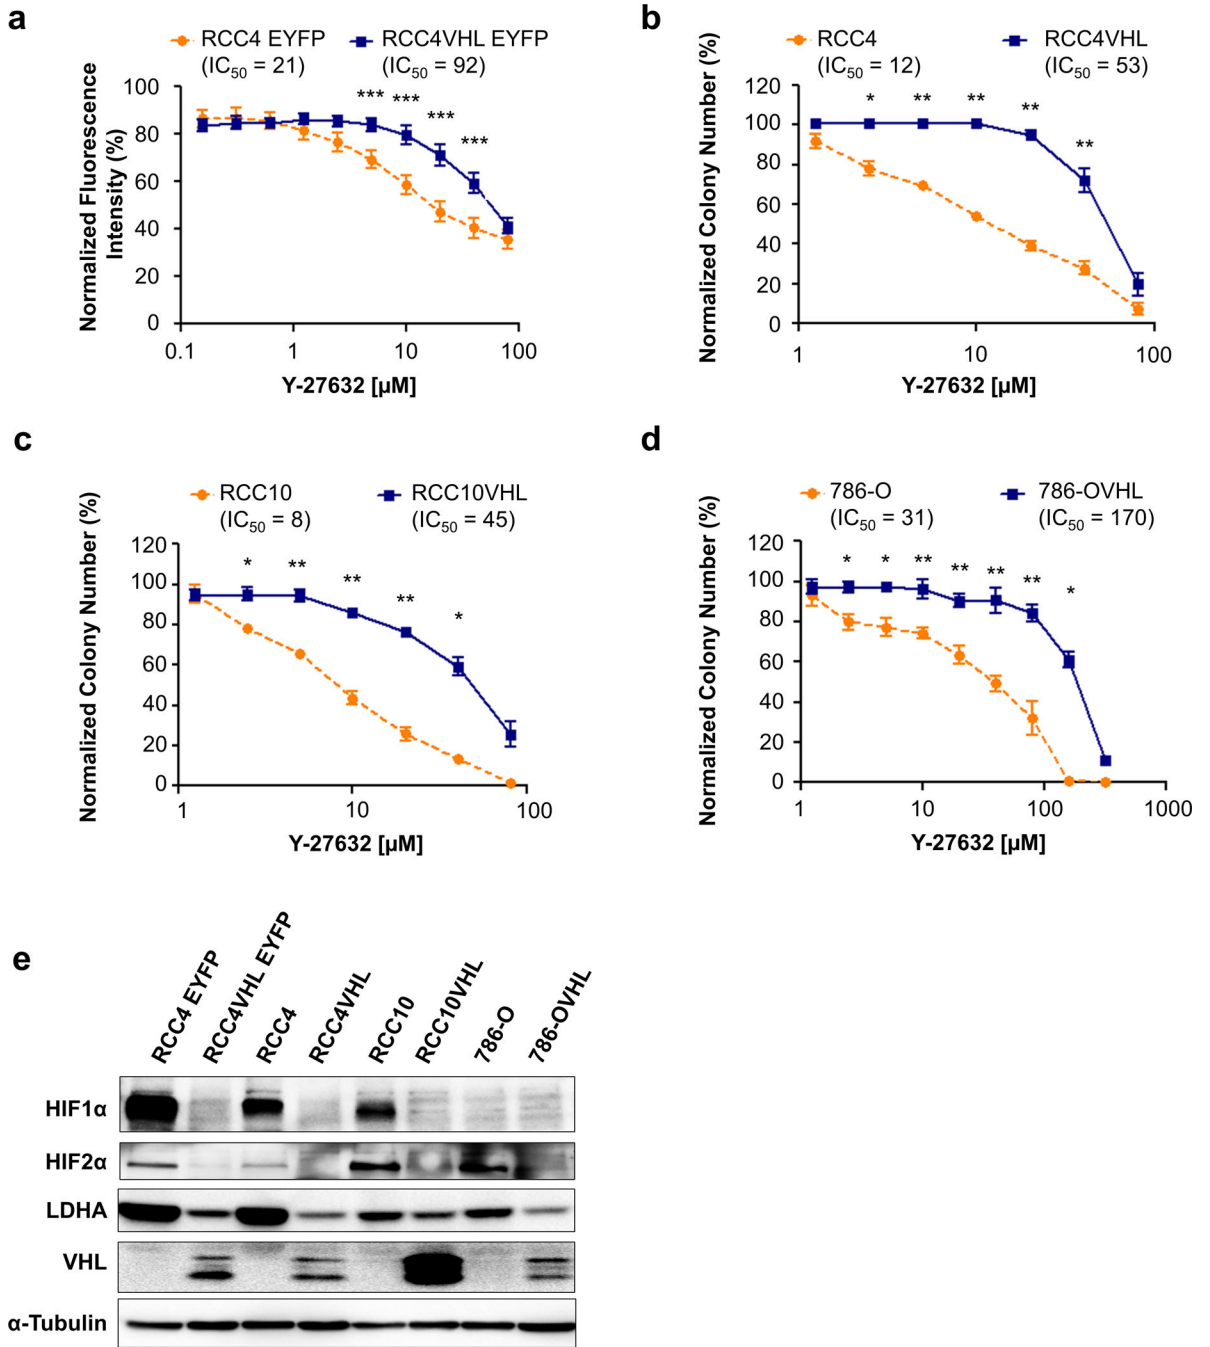 a
RCC4 EYFP RCC4VHL EYFP
(IC50 = 21) (IC50 = 92)
Normalized Fluorescence
Intensity (%)
100
80
60
40
20
0
*** *** *** ***
0.1 1 10 100
Y-27632 [µM]
b
RCC4 RCC4VHL
(IC50 = 12) (IC50 = 53)
Normalized Colony Number (%)
120
100
80
60
40
20
0
* ** ** ** **
1 10 100
Y-27632 [µM]
c
RCC10 RCC10VHL
(IC50 = 8) (IC50 = 45)
Normalized Colony Number (%)
120
100
80
60
40
20
0
* ** ** ** *
1 10 100
Y-27632 [µM]
d
786-O 786-OVHL
(IC50 = 31) (IC50 = 170)
Normalized Colony Number (%)
120
100
80
60
40
20
0
* * ** ** ** ** *
1 10 100 1000
Y-27632 [µM]
e
RCC4 EYFP
RCC4VHL EYFP
RCC4
RCC4VHL
RCC10
RCC10VHL
786-O
786-OVHL
HIF1α
HIF2α
LDHA
VHL
α-Tubulin